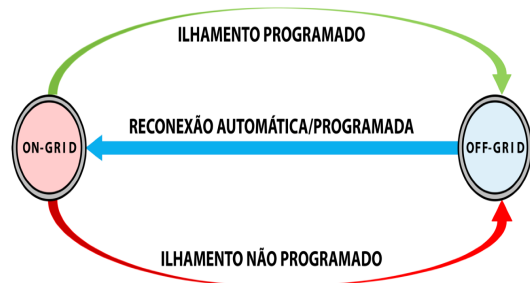 ILHAMENTO PROGRAMADO
RECONEXÃO AUTOMÁTICA/PROGRAMADA
ON-GRID
OFF-GRID
ILHAMENTO NÃO PROGRAMADO